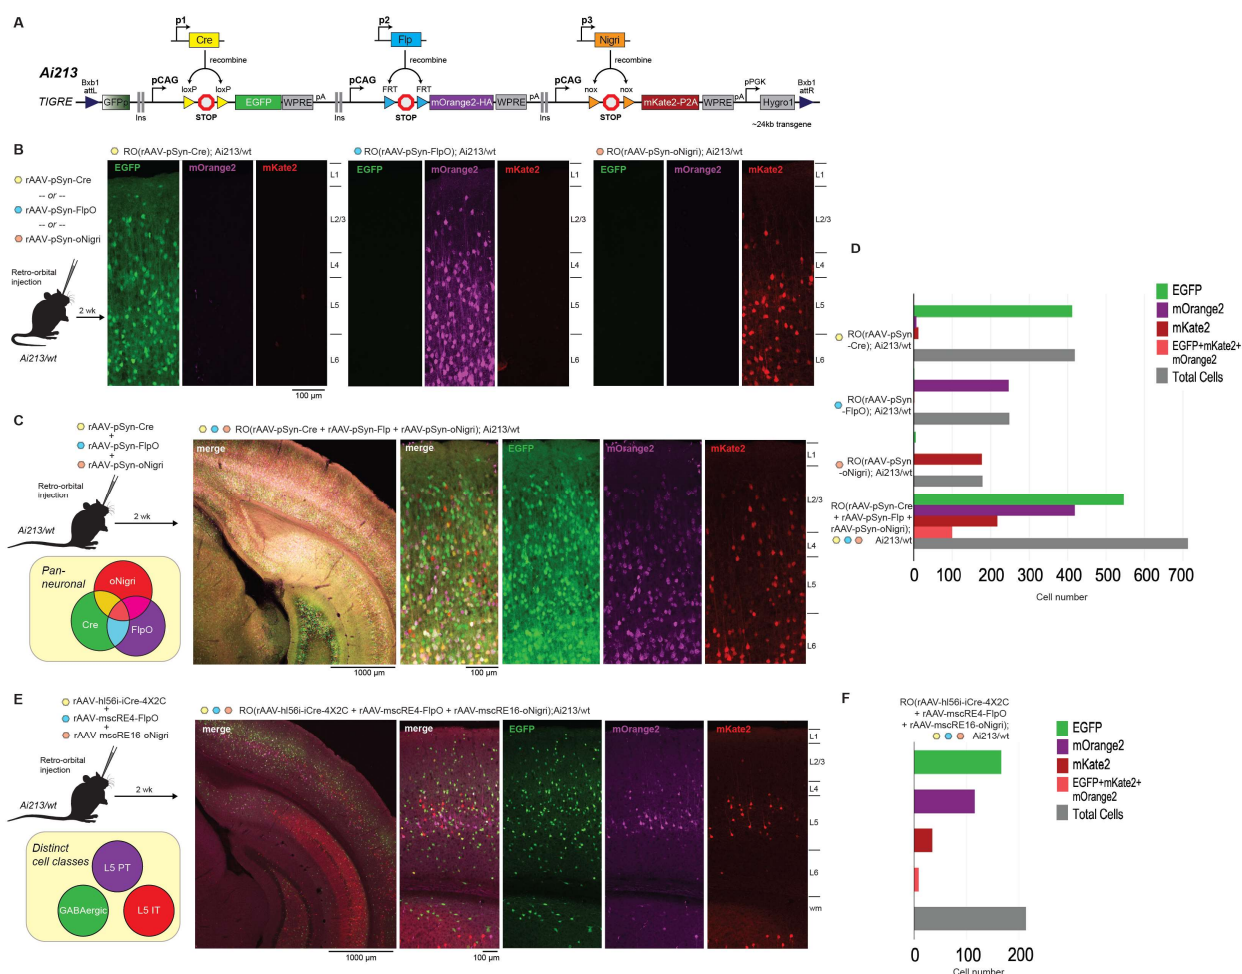 A
p1
p2
p3
Cre
Flp
Nigri
recombine
recombine
recombine
Ai213
Bxb1
attL
pCAG
loxP
loxP
pCAG
FRT
FRT
pCAG
nox
nox
pPGK
Bxb1
attR
TIGRE
Ins
STOP
EGFP
WPRE
pA
Ins
STOP
mOrange2-HA
WPRE
pA
Ins
STOP
mKate2-P2A
WPRE
pA
Hygro1
~24kb transgene
B
RO(rAAV-pSyn-Cre); Ai213/wt
RO(rAAV-pSyn-FlpO); Ai213/wt
RO(rAAV-pSyn-oNigri); Ai213/wt
rAAV-pSyn-Cre
-- or --
rAAV-pSyn-FlpO
-- or --
rAAV-pSyn-oNigri
Retro-orbital
injection
2 wk
Ai213/wt
EGFP
mOrange2
mKate2
L1
L2/3
L4
L5
L6
100 µm
EGFP
mOrange2
mKate2
L1
L2/3
L4
L5
L6
EGFP
mOrange2
mKate2
L1
L2/3
L4
L5
L6
C
rAAV-pSyn-Cre
+
rAAV-pSyn-FlpO
+
rAAV-pSyn-oNigri
Retro-orbital
injection
2 wk
Ai213/wt
Pan-
neuronal
oNigri
Cre
FlpO
RO(rAAV-pSyn-Cre + rAAV-pSyn-Flp + rAAV-pSyn-oNigri); Ai213/wt
merge
merge
EGFP
mOrange2
mKate2
L1
L2/3
L4
L5
L6
1000 µm
100 µm
D
EGFP
mOrange2
mKate2
EGFP+mKate2+
mOrange2
Total Cells
RO(rAAV-pSyn
-Cre); Ai213/wt
RO(rAAV-pSyn
-FlpO); Ai213/wt
RO(rAAV-pSyn
-oNigri); Ai213/wt
RO(rAAV-pSyn-Cre
+ rAAV-pSyn-Flp +
rAAV-pSyn-oNigri);
Ai213/wt
0 100 200 300 400 500 600 700
Cell number
E
rAAV-hI56i-iCre-4X2C
+
rAAV-mscRE4-FlpO
+
rAAV-mscRE16-oNigri
Retro-orbital
injection
2 wk
Ai213/wt
Distinct
cell classes
L5 PT
GABAergic
L5 IT
RO(rAAV-hI56i-iCre-4X2C + rAAV-mscRE4-FlpO + rAAV-mscRE16-oNigri);Ai213/wt
merge
merge
EGFP
mOrange2
mKate2
L1
L2/3
L4
L5
L6
wm
1000 µm
100 µm
F
RO(rAAV-hI56i-iCre-4X2C
+ rAAV-mscRE4-FlpO
+ rAAV-mscRE16-oNigri);
Ai213/wt
EGFP
mOrange2
mKate2
EGFP+mKate2+
mOrange2
Total Cells
0 100 200
Cell number